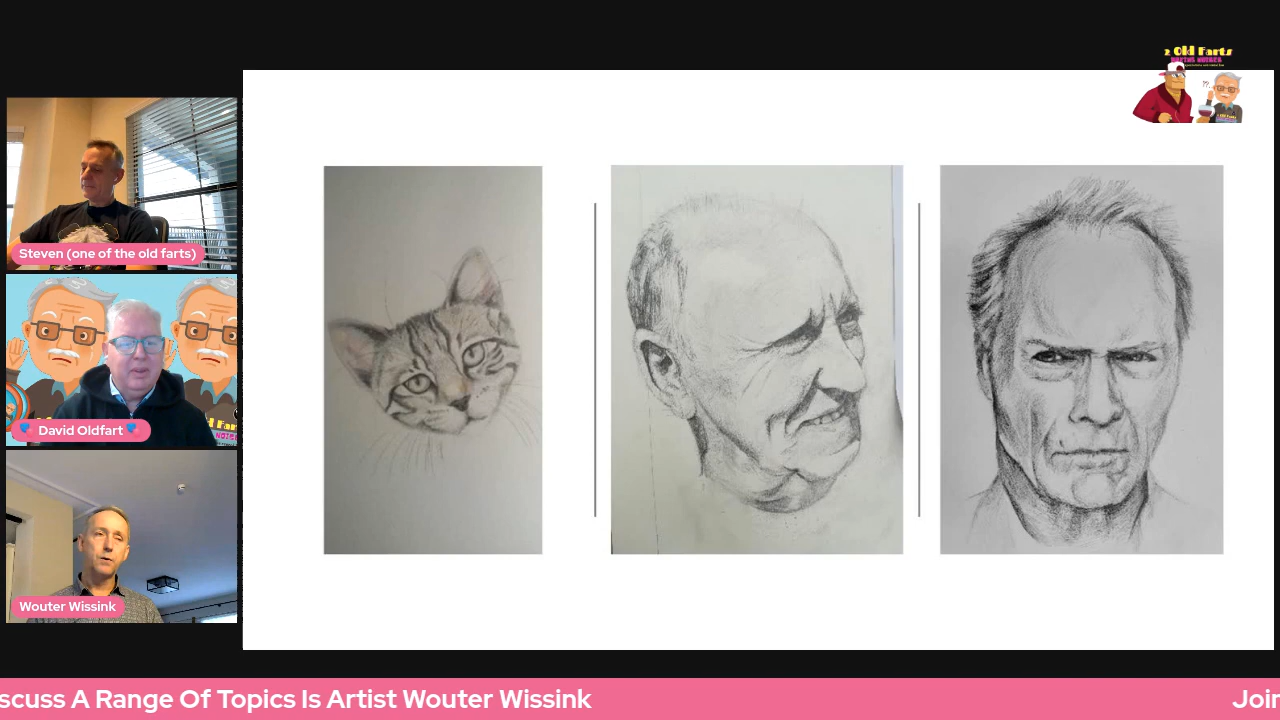 2 Old Farts
Steven (one of the old farts)
David Oldfart
Wouter Wissink
scuss A Range Of Topics Is Artist Wouter Wissink
Join